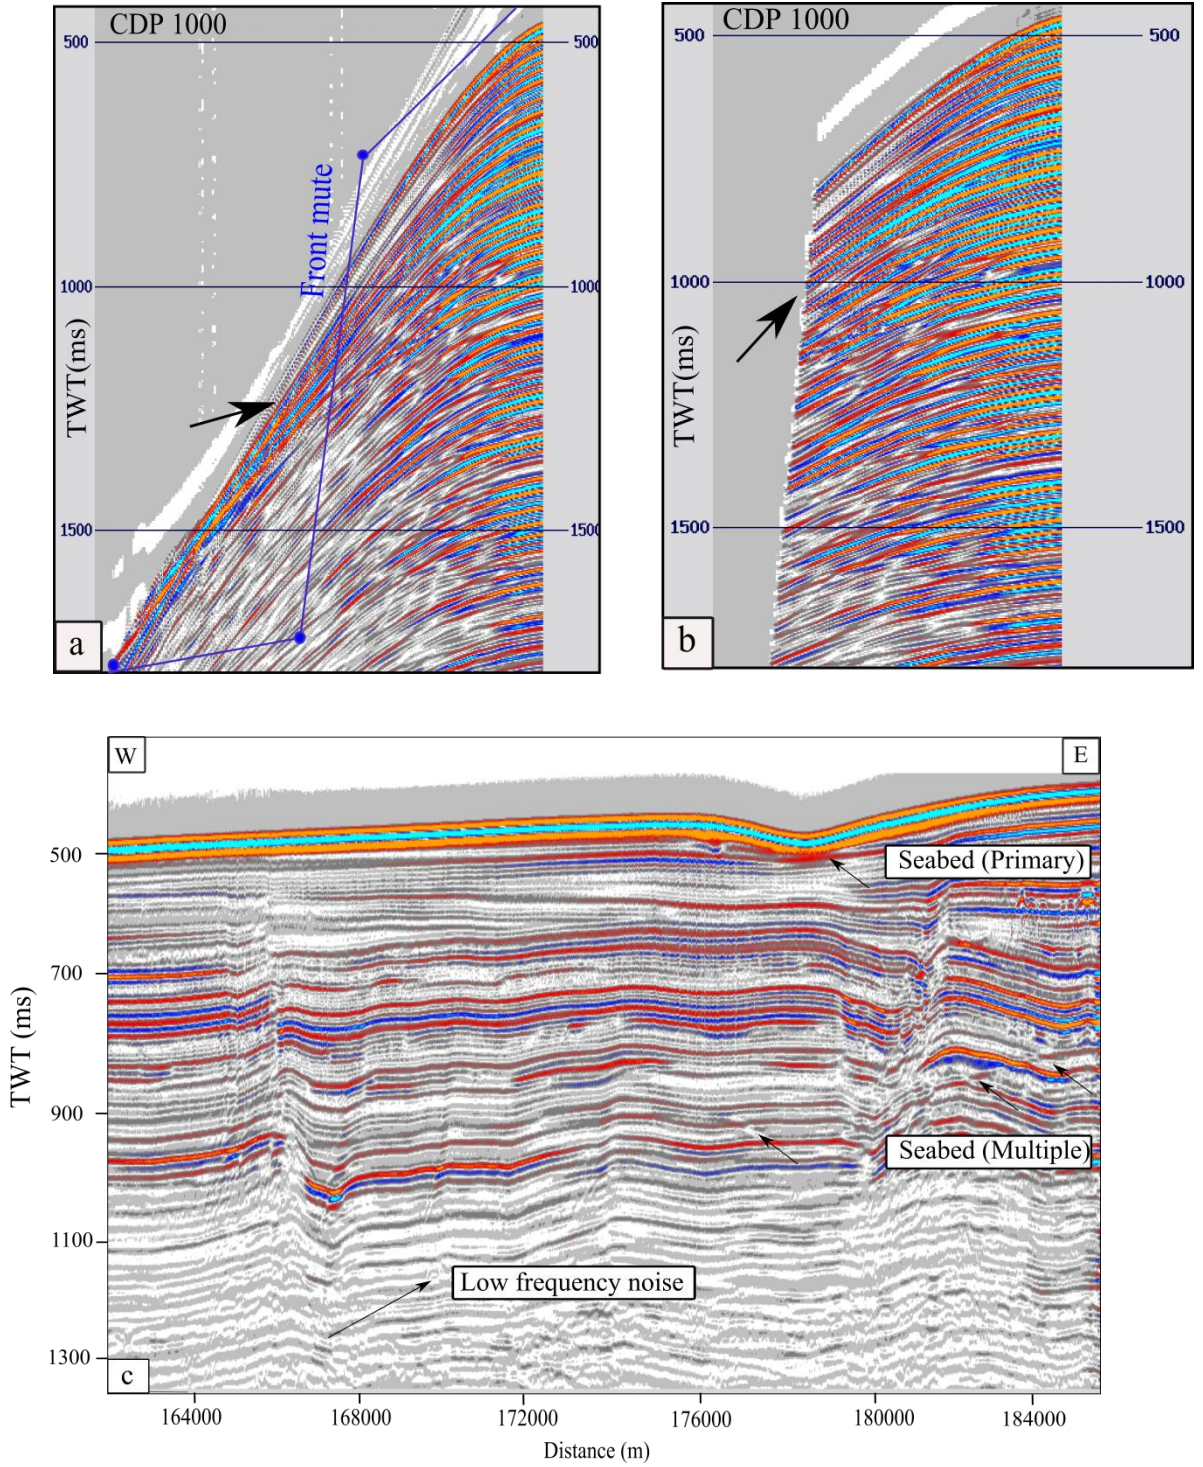 CDP 1000
500
500
Front mute
1000
1000
TWT(ms)
1500
1500
a
CDP 1000
500
500
1000
1000
TWT(ms)
1500
1500
b
W
E
500
Seabed (Primary)
700
TWT (ms)
900
Seabed (Multiple)
1100
Low frequency noise
1300
c
164000
168000
172000
176000
180000
184000
Distance (m)